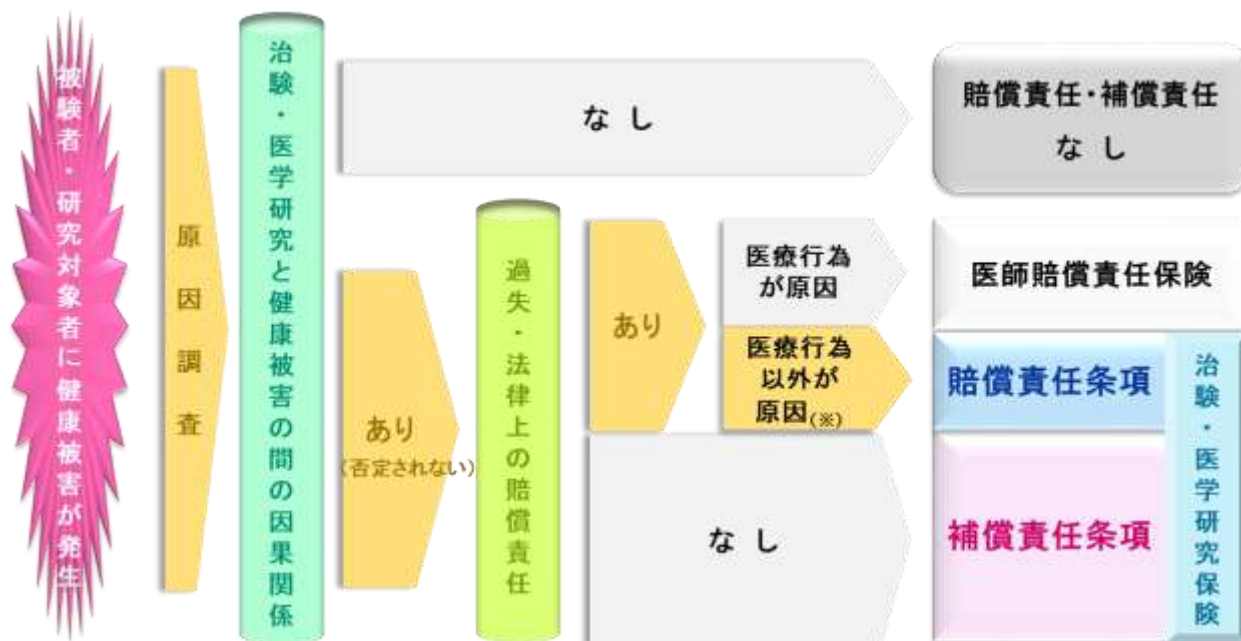 被験者・研究対象者に健康被害が発生
原因調査
治験・医学研究と健康被害の間の因果関係
なし
賠償責任・補償責任
なし
あり
(否定されない)
過失・法律上の賠償責任
あり
医療行為
が原因
医師賠償責任保険
医療行為
以外が
原因(※)
賠償責任条項
なし
補償責任条項
治験・医学研究保険